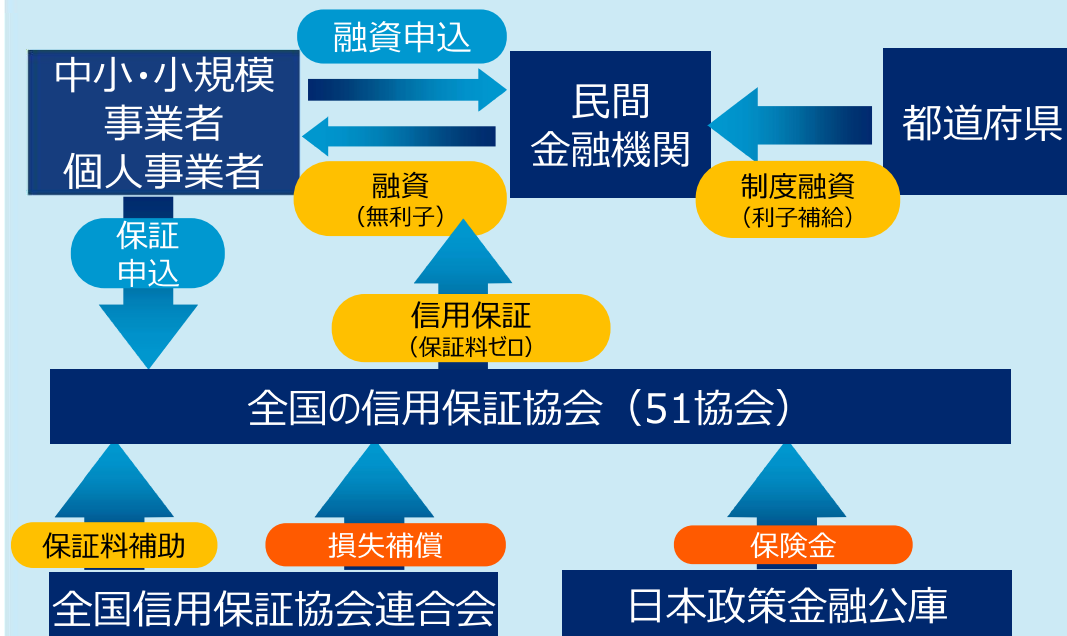 融資申込
中小・小規模
事業者
個人事業者
民間
金融機関
都道府県
融資
（無利子）
制度融資
（利子補給）
保証
申込
信用保証
（保証料ゼロ）
全国の信用保証協会（51協会）
保証料補助
損失補償
保険金
全国信用保証協会連合会
日本政策金融公庫